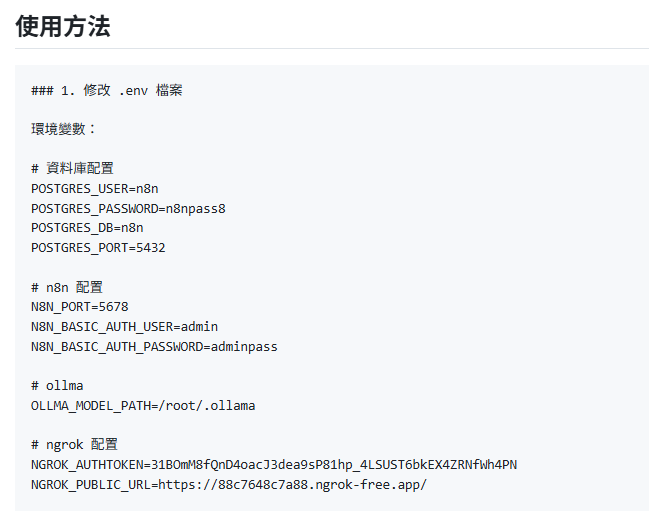 使用方法
### 1. 修改 .env 檔案
環境變數：
# 資料庫配置
POSTGRES_USER=n8n
POSTGRES_PASSWORD=n8npass8
POSTGRES_DB=n8n
POSTGRES_PORT=5432
# n8n 配置
N8N_PORT=5678
N8N_BASIC_AUTH_USER=admin
N8N_BASIC_AUTH_PASSWORD=adminpass
# ollma
OLLMA_MODEL_PATH=/root/.ollama
# ngrok 配置
NGROK_AUTHTOKEN=31BOmM8fQnD4oacJ3dea9sP81hp_4LSUST6bkEX4ZRNfWh4PN
NGROK_PUBLIC_URL=https://88c7648c7a88.ngrok-free.app/